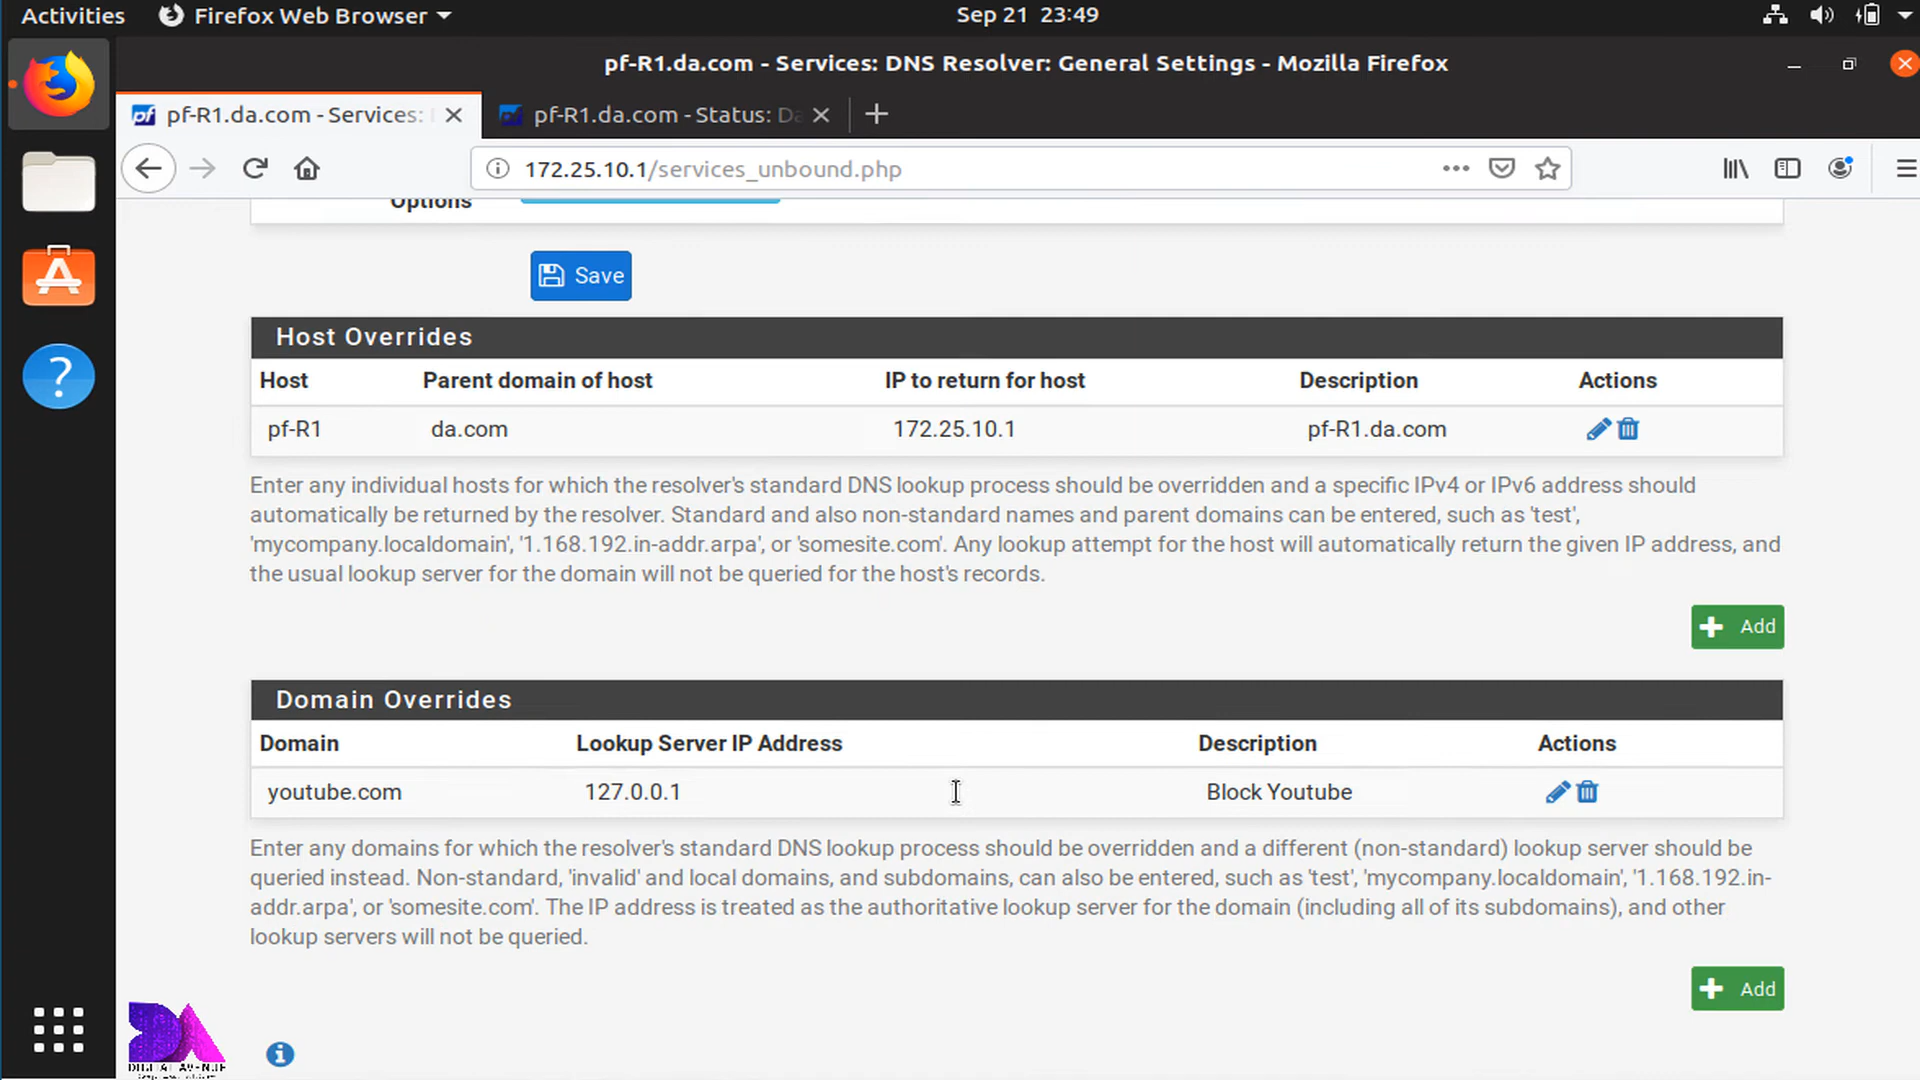 Activities Firefox Web Browser Sep 21 23:49
pf-R1.da.com - Services: DNS Resolver: General Settings - Mozilla Firefox
pf-R1.da.com - Services: pf-R1.da.com - Status: Da
172.25.10.1/services_unbound.php
Options
Save
Host Overrides
Host Parent domain of host IP to return for host Description Actions
pf-R1 da.com 172.25.10.1 pf-R1.da.com
Enter any individual hosts for which the resolver's standard DNS lookup process should be overridden and a specific IPv4 or IPv6 address should
automatically be returned by the resolver. Standard and also non-standard names and parent domains can be entered, such as 'test',
'mycompany.localdomain', '1.168.192.in-addr.arpa', or 'somesite.com'. Any lookup attempt for the host will automatically return the given IP address, and
the usual lookup server for the domain will not be queried for the host's records.
Add
Domain Overrides
Domain Lookup Server IP Address Description Actions
youtube.com 127.0.0.1 Block Youtube
Enter any domains for which the resolver's standard DNS lookup process should be overridden and a different (non-standard) lookup server should be
queried instead. Non-standard, 'invalid' and local domains, and subdomains, can also be entered, such as 'test', 'mycompany.localdomain', '1.168.192.in-
addr.arpa', or 'somesite.com'. The IP address is treated as the authoritative lookup server for the domain (including all of its subdomains), and other
lookup servers will not be queried.
Add
DIGITAL AVENUE